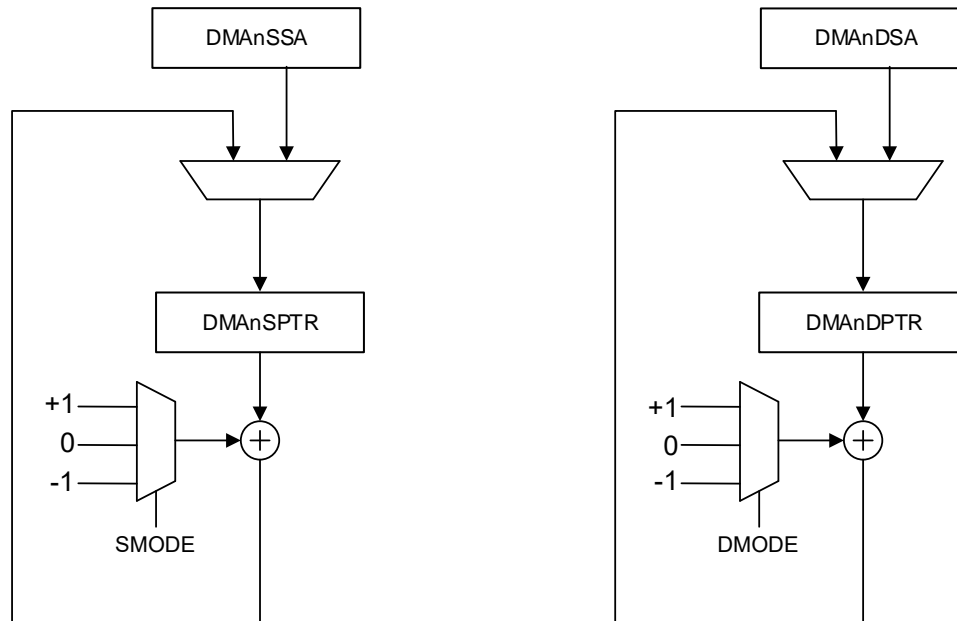 DMAnSSA
DMAnSPTR
+1
0
-1
SMODE
DMAnDSA
DMAnDPTR
+1
0
-1
DMODE